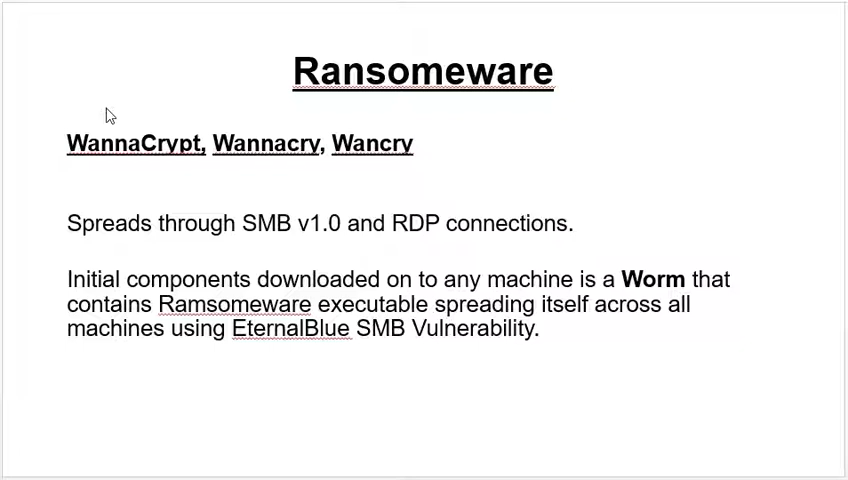 Ransomeware
WannaCrypt, Wannacry, Wancry
Spreads through SMB v1.0 and RDP connections.
Initial components downloaded on to any machine is a Worm that
contains Ramsomeware executable spreading itself across all
machines using EternalBlue SMB Vulnerability.